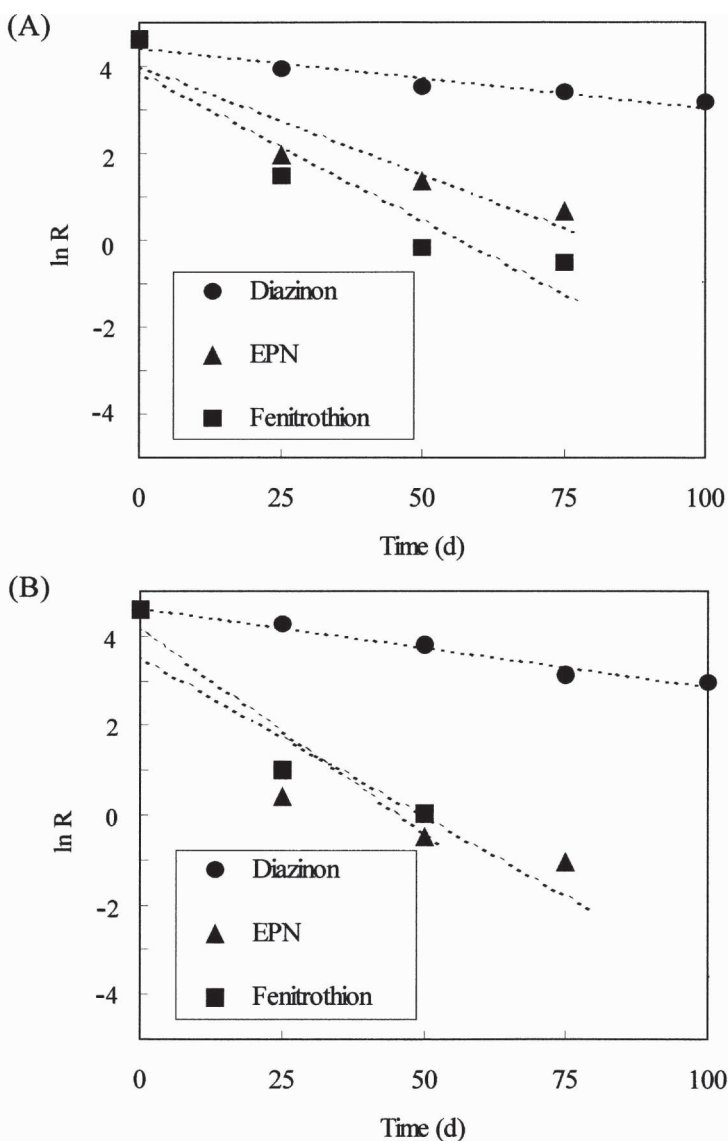 (A)
4
2
0
-2
-4
ln R
Diazinon
EPN
Fenitrothion
0 25 50 75 100
Time (d)
(B)
4
2
0
-2
-4
ln R
Diazinon
EPN
Fenitrothion
0 25 50 75 100
Time (d)